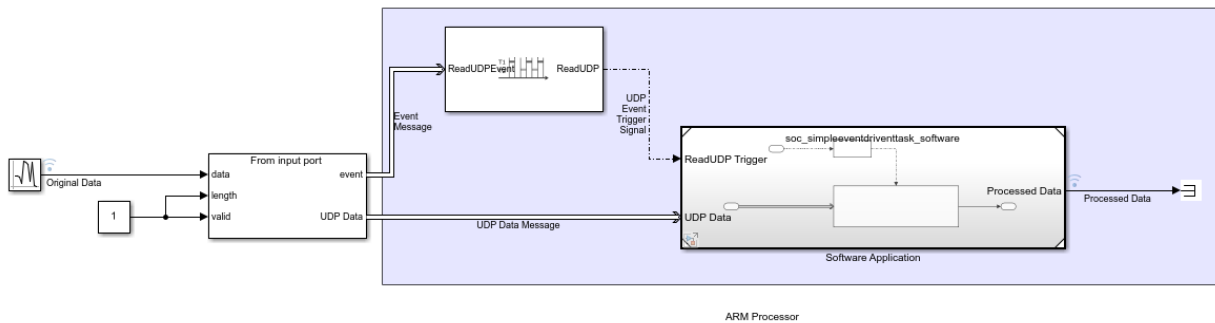 ReadUDPEvent
ReadUDP
Event
Message
UDP
Event
Trigger
Signal
soc_simpleeventdriventtask_software
ReadUDP Trigger
UDP Data
Processed Data
Software Application
Original Data
1
From input port
data
length
valid
event
UDP Data
UDP Data Message
Processed Data
ARM Processor